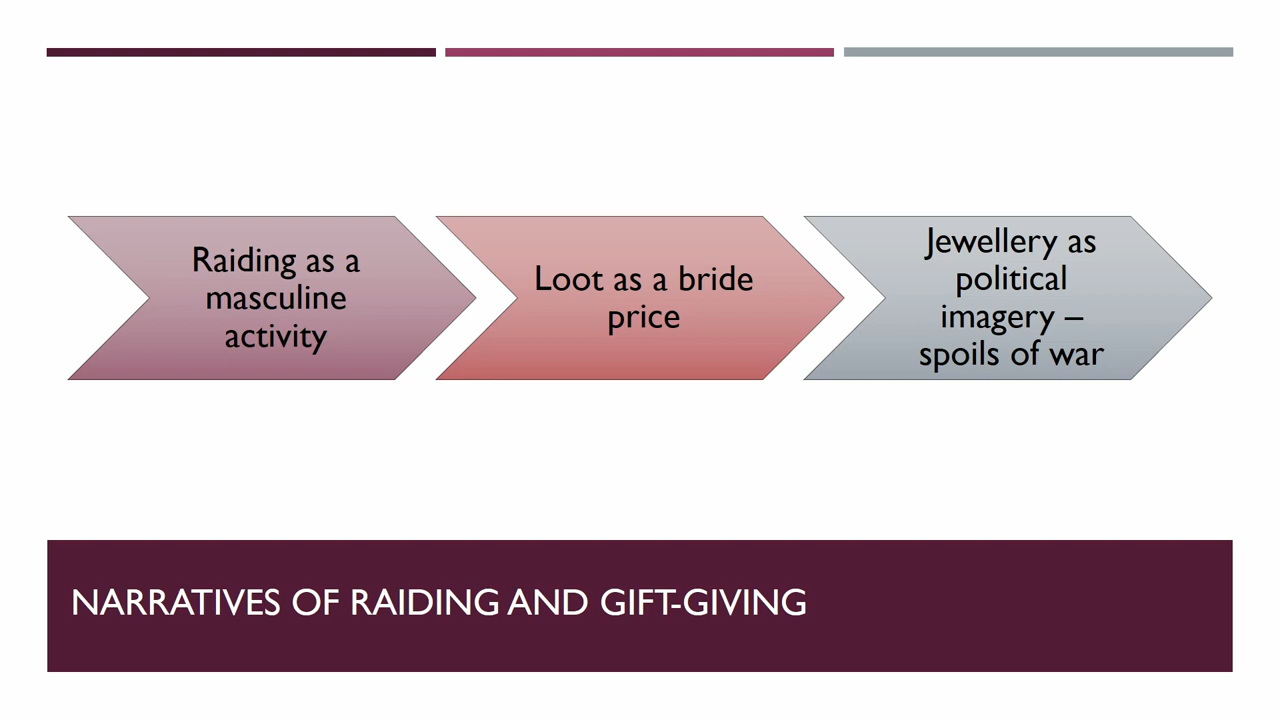 Raiding as a
masculine
activity
Loot as a bride
price
Jewellery as
political
imagery –
spoils of war
NARRATIVES OF RAIDING AND GIFT-GIVING